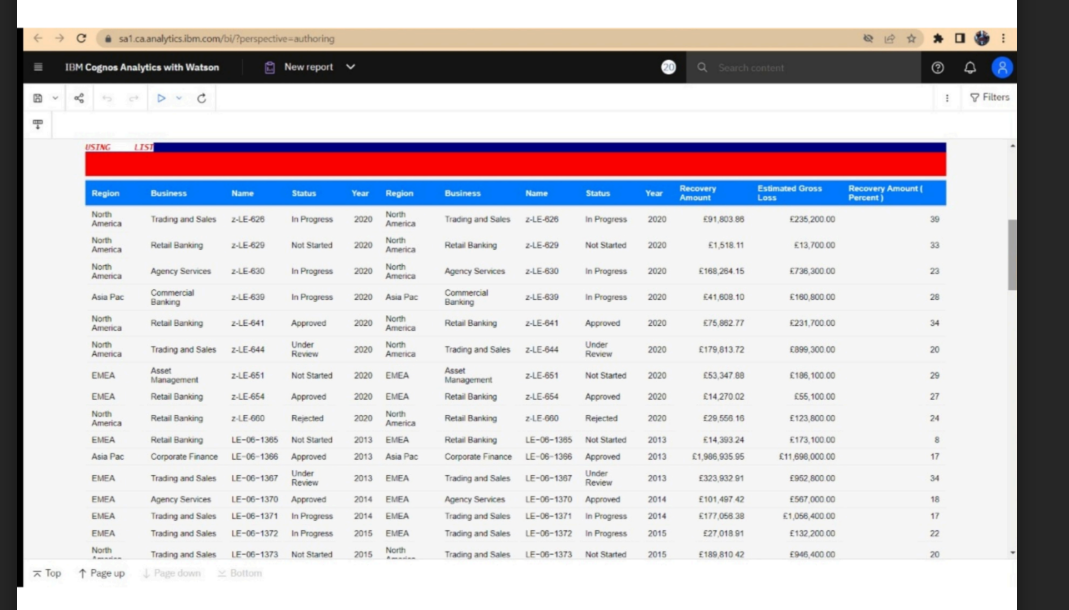 sa1.ca.analytics.ibm.com/bi/?perspective=authoring
IBM Cognos Analytics with Watson New report 20 Search content
Filters
USING LIST
Region Business Name Status Year Region Business Name Status Year Recovery Amount Estimated Gross Loss Recovery Amount ( Percent )
North America Trading and Sales z-LE-626 In Progress 2020 North America Trading and Sales z-LE-626 In Progress 2020 £91,803.86 £235,200.00 39
North America Retail Banking z-LE-629 Not Started 2020 North America Retail Banking z-LE-629 Not Started 2020 £1,518.11 £13,700.00 33
North America Agency Services z-LE-630 In Progress 2020 North America Agency Services z-LE-630 In Progress 2020 £168,264.15 £736,300.00 23
Asia Pac Commercial Banking z-LE-639 In Progress 2020 Asia Pac Commercial Banking z-LE-639 In Progress 2020 £41,608.10 £160,800.00 28
North America Retail Banking z-LE-641 Approved 2020 North America Retail Banking z-LE-641 Approved 2020 £75,862.77 £231,700.00 34
North America Trading and Sales z-LE-644 Under Review 2020 North America Trading and Sales z-LE-644 Under Review 2020 £179,813.72 £899,300.00 20
EMEA Asset Management z-LE-651 Not Started 2020 EMEA Asset Management z-LE-651 Not Started 2020 £53,347.88 £186,100.00 29
EMEA Retail Banking z-LE-654 Approved 2020 EMEA Retail Banking z-LE-654 Approved 2020 £14,270.02 £55,100.00 27
North America Retail Banking z-LE-660 Rejected 2020 North America Retail Banking z-LE-660 Rejected 2020 £29,556.16 £123,800.00 24
EMEA Retail Banking LE-06-1365 Not Started 2013 EMEA Retail Banking LE-06-1365 Not Started 2013 £14,393.24 £173,100.00 8
Asia Pac Corporate Finance LE-06-1366 Approved 2013 Asia Pac Corporate Finance LE-06-1366 Approved 2013 £1,986,935.95 £11,698,000.00 17
EMEA Trading and Sales LE-06-1367 Under Review 2013 EMEA Trading and Sales LE-06-1367 Under Review 2013 £323,932.91 £952,800.00 34
EMEA Agency Services LE-06-1370 Approved 2014 EMEA Agency Services LE-06-1370 Approved 2014 £101,497.42 £567,000.00 18
EMEA Trading and Sales LE-06-1371 In Progress 2014 EMEA Trading and Sales LE-06-1371 In Progress 2014 £177,056.38 £1,056,400.00 17
EMEA Trading and Sales LE-06-1372 In Progress 2015 EMEA Trading and Sales LE-06-1372 In Progress 2015 £27,018.91 £132,200.00 22
North Trading and Sales LE-06-1373 Not Started 2015 North Trading and Sales LE-06-1373 Not Started 2015 £189,810.42 £946,400.00 20
Top Page up Page down Bottom